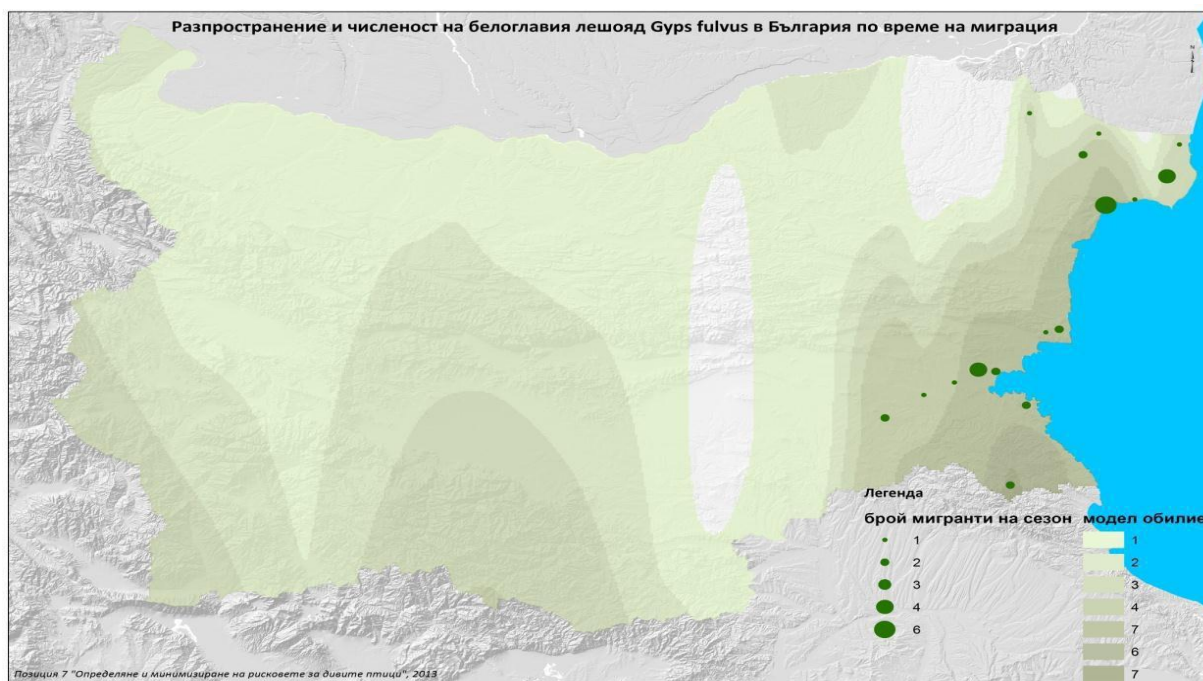 Разпространение и численост на белоглавия лешояд Gyps fulvus в България по време на миграция
Легенда
брой мигранти на сезон модел обилие
1 1
2 2
3 3
4 4
6 7
6
7
Позиция 7 "Определяне и минимизиране на рисковете за дивите птици", 2013